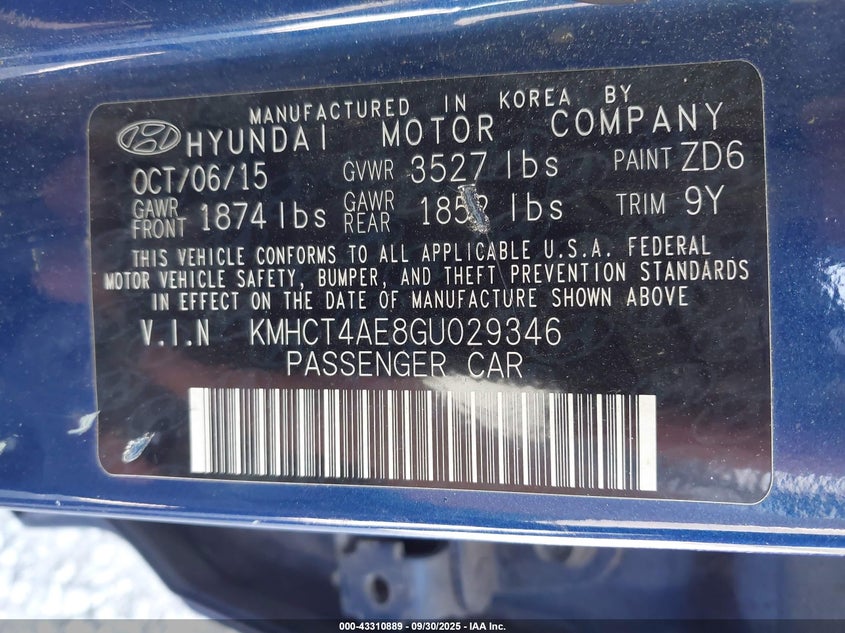 MANUFACTURED IN KOREA BY
HYUNDAI MOTOR COMPANY
OCT/06/15 GVWR 3527 lbs PAINT ZD6
GAWR FRONT 1874 lbs GAWR REAR lbs TRIM 9Y
THIS VEHICLE CONFORMS TO ALL APPLICABLE U.S.A. FEDERAL
MOTOR VEHICLE SAFETY, BUMPER, AND THEFT PREVENTION STANDARDS
IN EFFECT ON THE DATE OF MANUFACTURE SHOWN ABOVE
V.I.N KMHCT4AE8GU029346
PASSENGER CAR
000-43310889 - 09/30/2025 - IAA Inc.